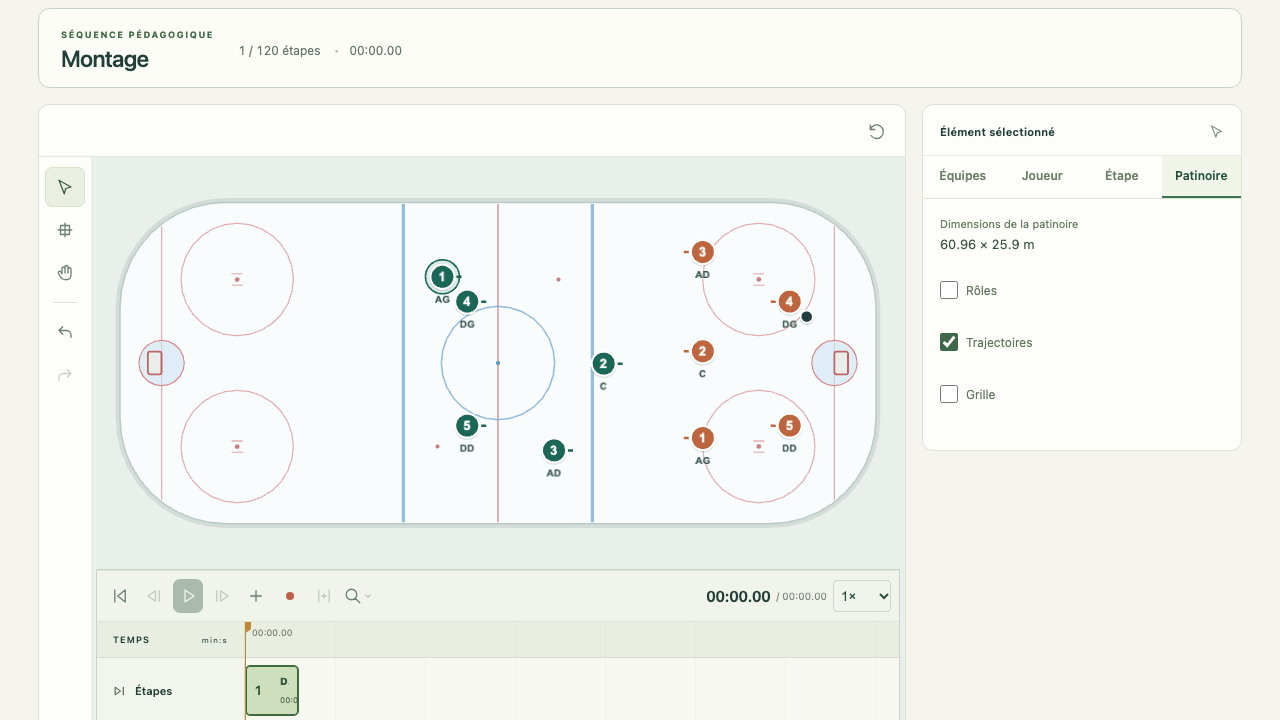 SÉQUENCE PÉDAGOGIQUE
Montage
1 / 120 étapes • 00:00.00
Élément sélectionné
Équipes Joueur Étape Patinoire
Dimensions de la patinoire
60.96 × 25.9 m
Rôles
Trajectoires
Grille
3
AD
1
AG
4
DG
4
DG
2
C
2
C
5
DD
3
AD
1
AG
5
DD
00:00.00 / 00:00.00 1×
TEMPS min:s 00:00.00
Étapes 1 D
00:0